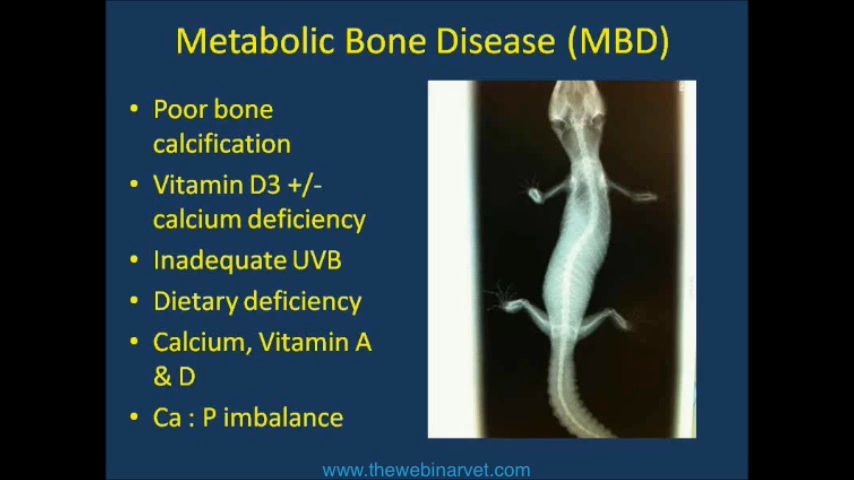 Metabolic Bone Disease (MBD)
• Poor bone
calcification
• Vitamin D3 +/-
calcium deficiency
• Inadequate UVB
• Dietary deficiency
• Calcium, Vitamin A
& D
• Ca : P imbalance
www.thewebinarvet.com